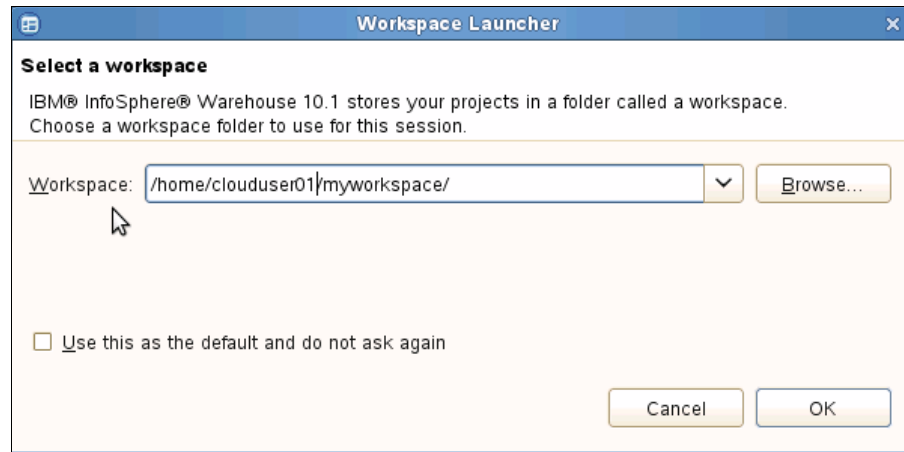 Workspace Launcher
Select a workspace
IBM® InfoSphere® Warehouse 10.1 stores your projects in a folder called a workspace.
Choose a workspace folder to use for this session.
Workspace: /home/clouduser01/myworkspace/ Browse...
Use this as the default and do not ask again
Cancel OK